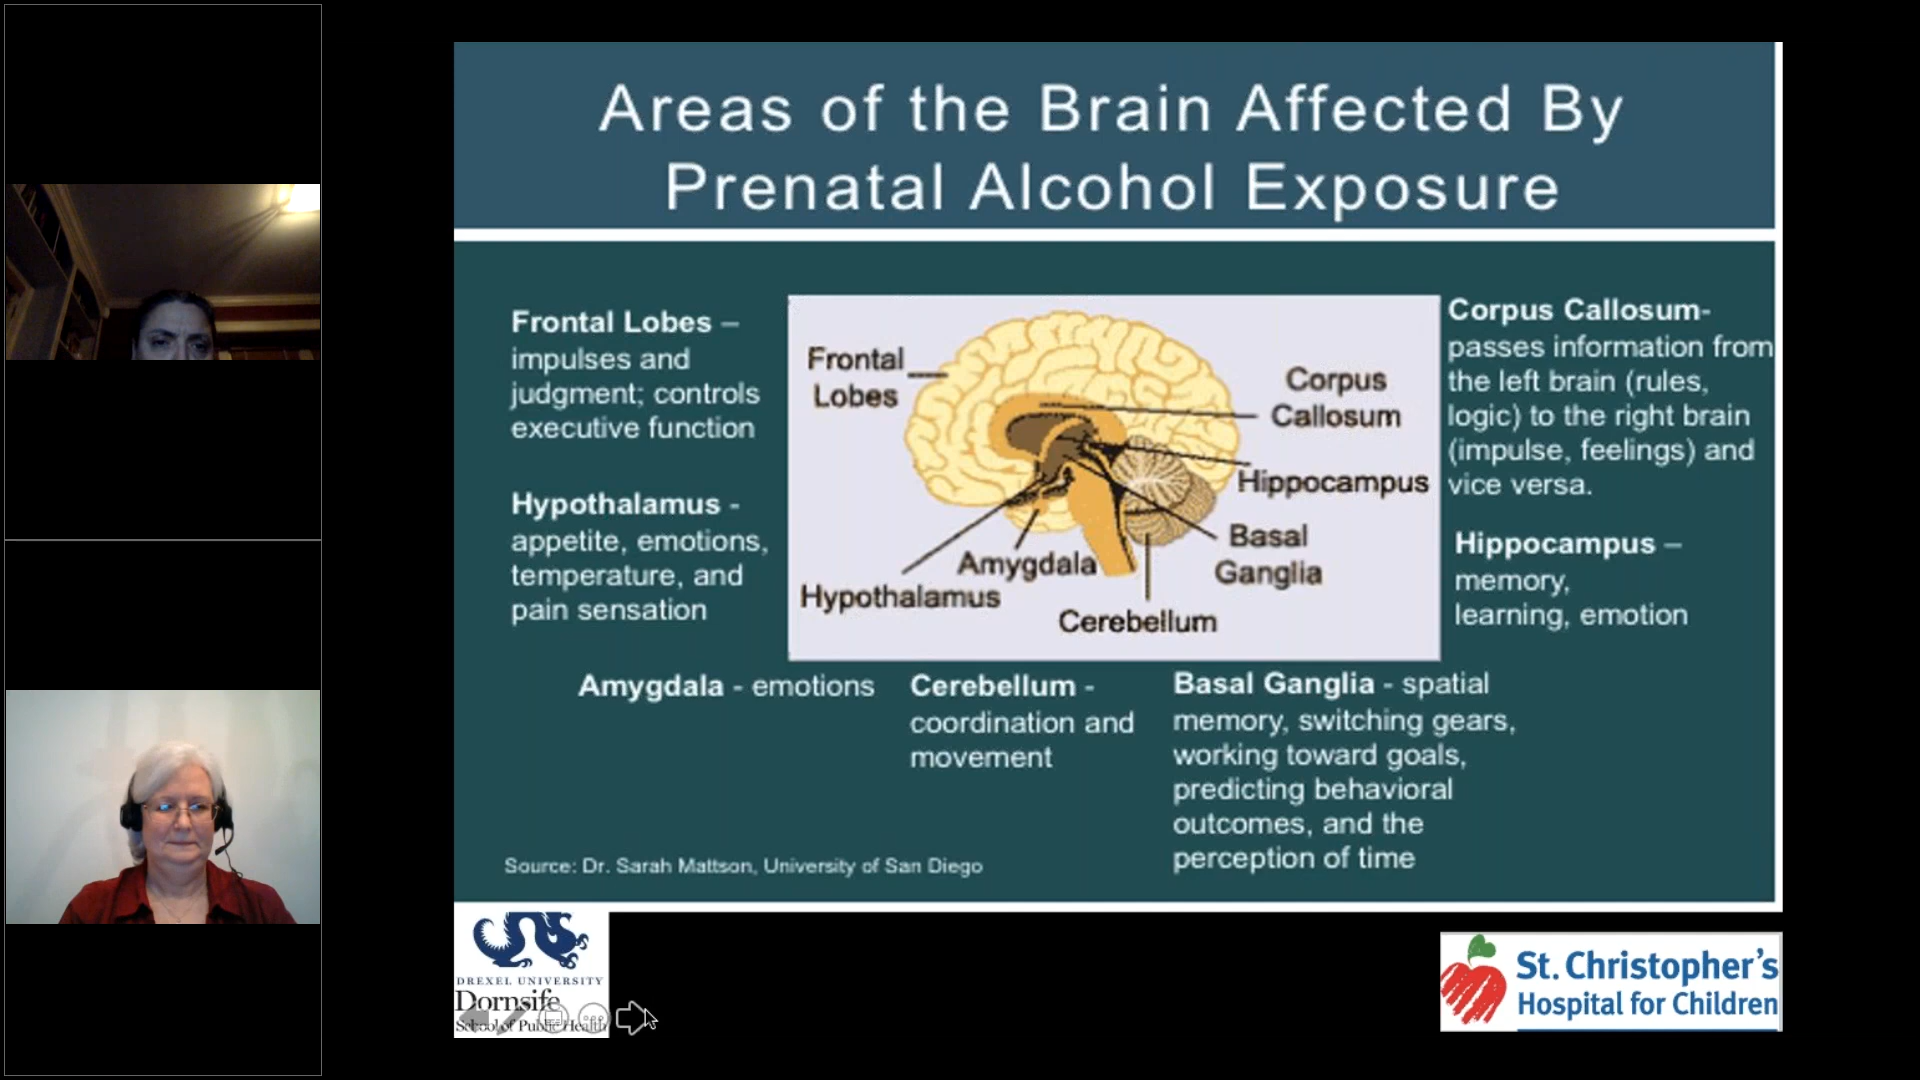 Areas of the Brain Affected By
Prenatal Alcohol Exposure
Frontal Lobes –
impulses and
judgment; controls
executive function
Hypothalamus -
appetite, emotions,
temperature, and
pain sensation
Frontal
Lobes
Corpus
Callosum
Hippocampus
Basal
Ganglia
Amygdala
Hypothalamus
Cerebellum
Corpus Callosum-
passes information from
the left brain (rules,
logic) to the right brain
(impulse, feelings) and
vice versa.
Hippocampus –
memory,
learning, emotion
Amygdala - emotions
Cerebellum -
coordination and
movement
Basal Ganglia - spatial
memory, switching gears,
working toward goals,
predicting behavioral
outcomes, and the
perception of time
Source: Dr. Sarah Mattson, University of San Diego
DREXEL UNIVERSITY
Dornsife
School of Public Health
St. Christopher's
Hospital for Children